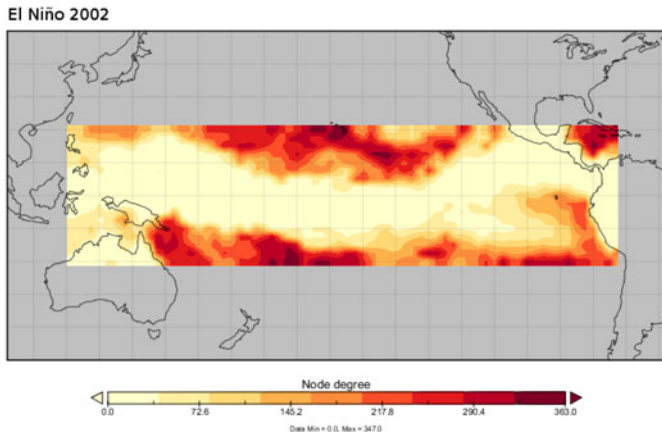 El Niño 2002
Node degree
0.0 72.6 145.2 217.8 290.4 363.0
Data Min = 0.0, Max = 347.0